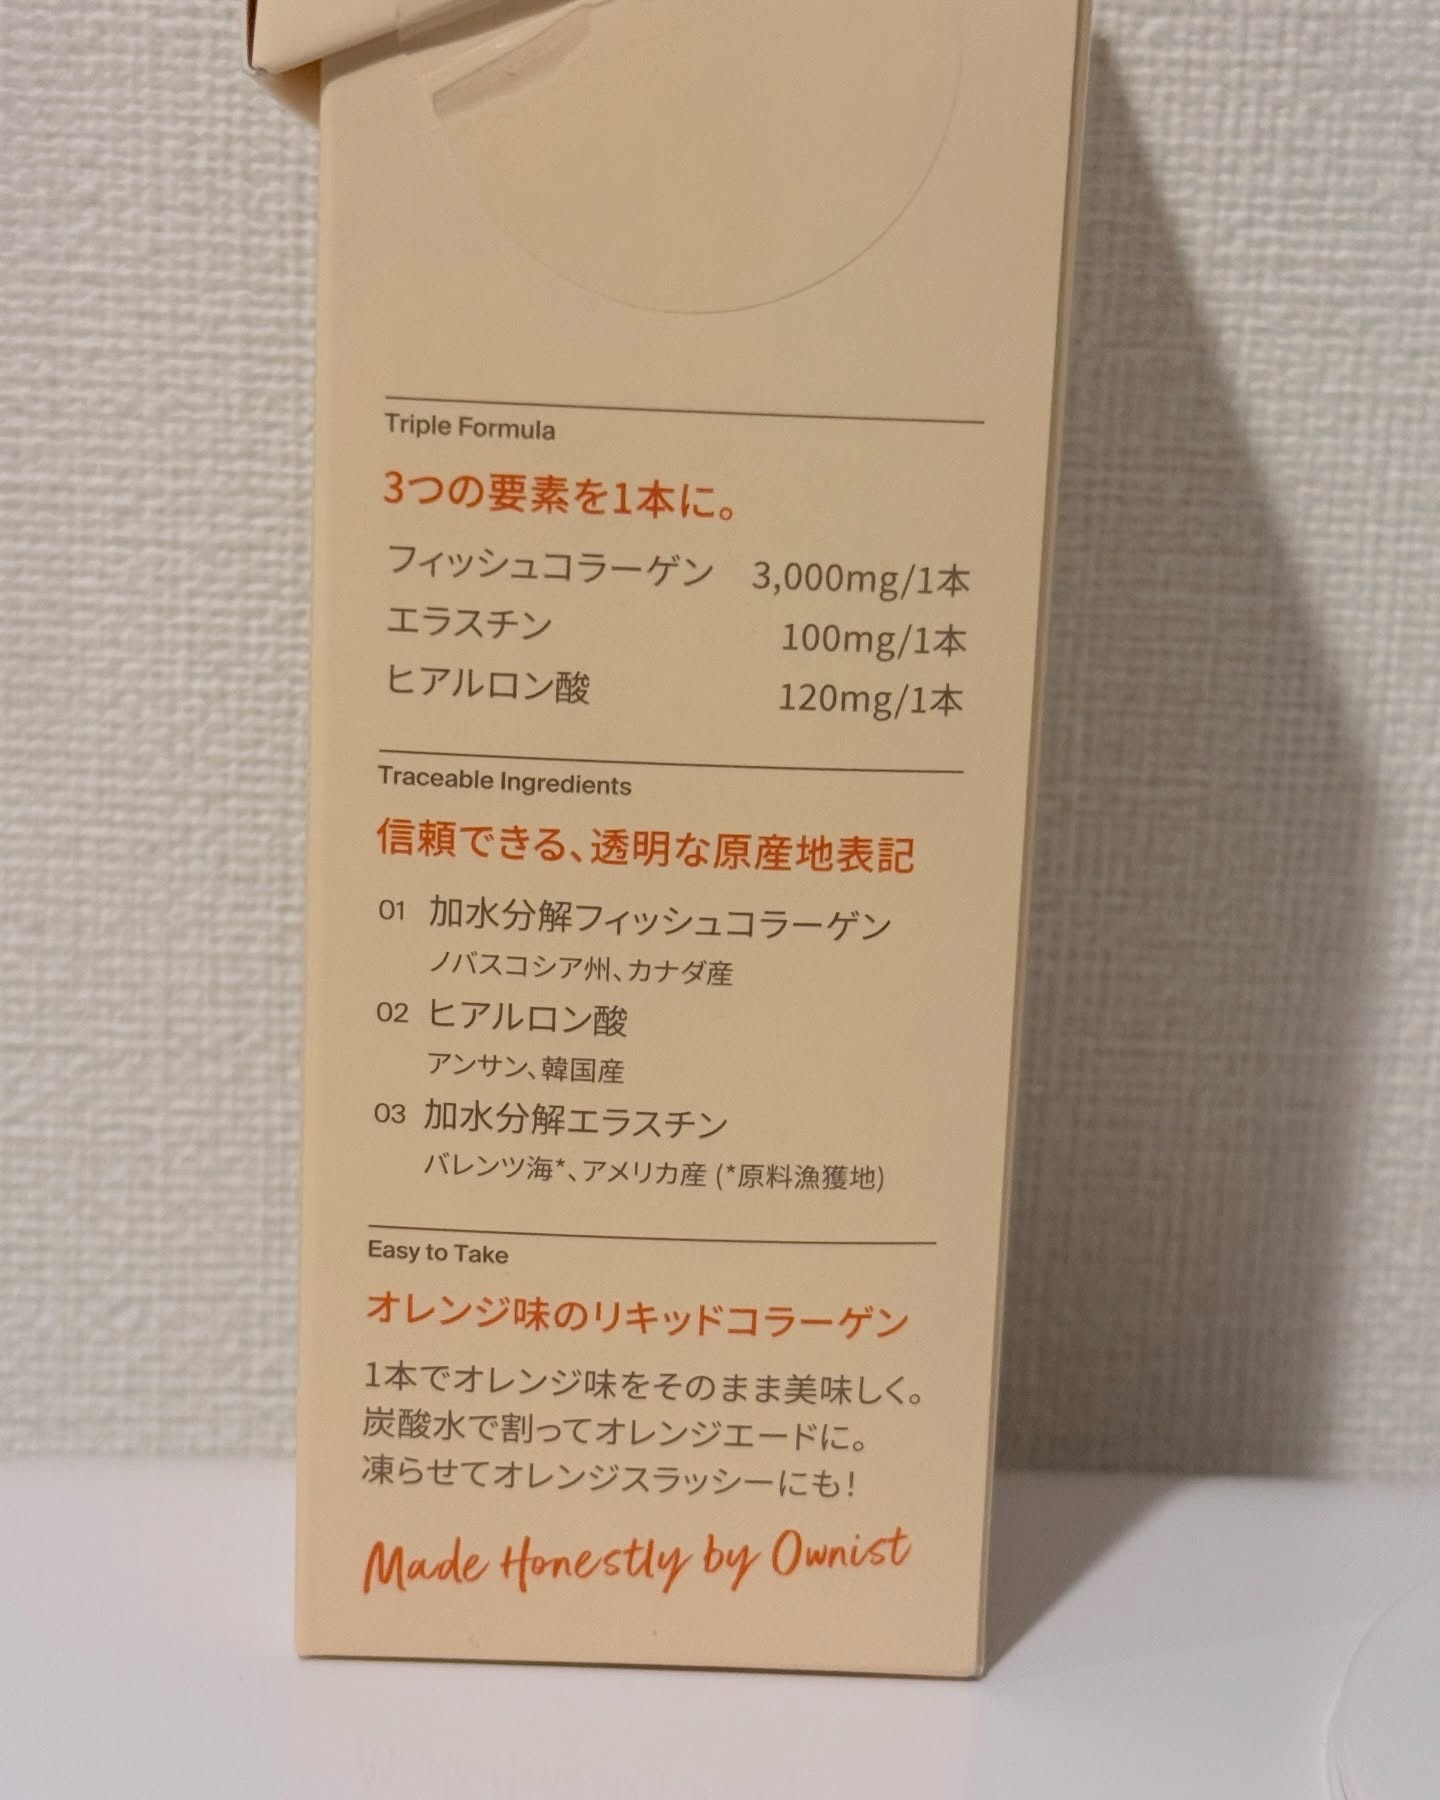 Triple Formula
3つの要素を1本に。
フィッシュコラーゲン 3,000mg/1本
エラスチン 100mg/1本
ヒアルロン酸 120mg/1本
Traceable Ingredients
信頼できる、透明な原産地表記
01 加水分解フィッシュコラーゲン
ノバスコシア州、カナダ産
02 ヒアルロン酸
アンサン、韓国産
03 加水分解エラスチン
バレンツ海*、アメリカ産 (*原料漁獲地)
Easy to Take
オレンジ味のリキッドコラーゲン
1本でオレンジ味をそのまま美味しく。
炭酸水で割ってオレンジエードに。
凍らせてオレンジスラッシーにも!
Made Honestly by Ownist